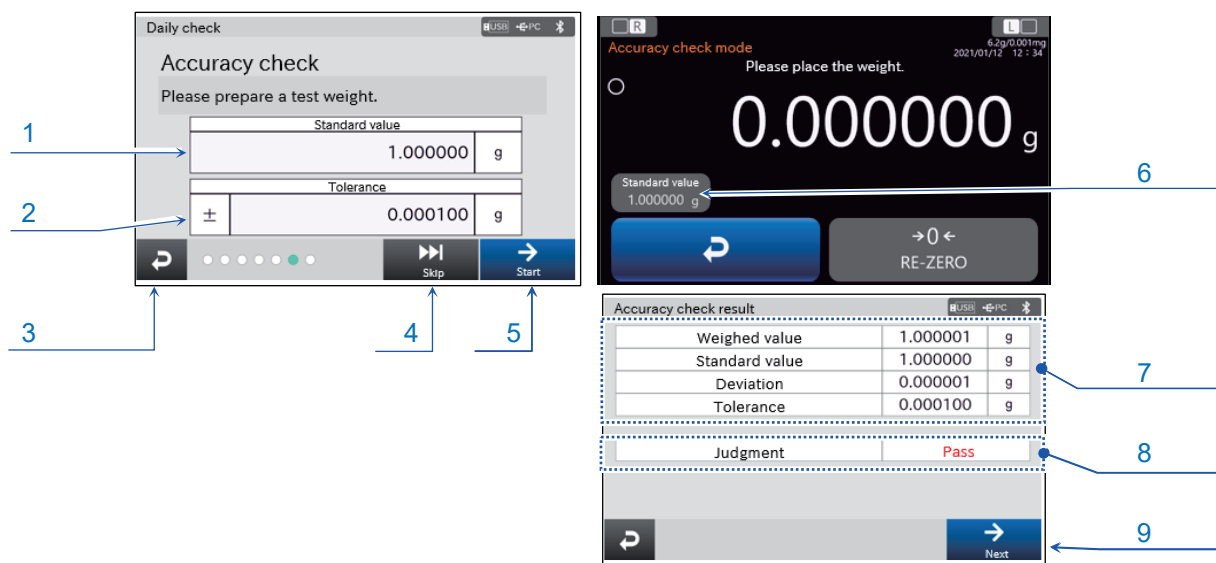 Daily check
USB PC
Accuracy check
Please prepare a test weight.
Standard value
1.000000 g
Tolerance
± 0.000100 g
Skip
Start
1
2
3
4
5
R
L
Accuracy check mode
6.2g/0.001mg
2021/01/12 12:34
Please place the weight.
0.000000 g
Standard value
1.000000 g
→0←
RE-ZERO
6
Accuracy check result
USB PC
Weighed value 1.000001 g
Standard value 1.000000 g
Deviation 0.000001 g
Tolerance 0.000100 g
Judgment Pass
Next
7
8
9